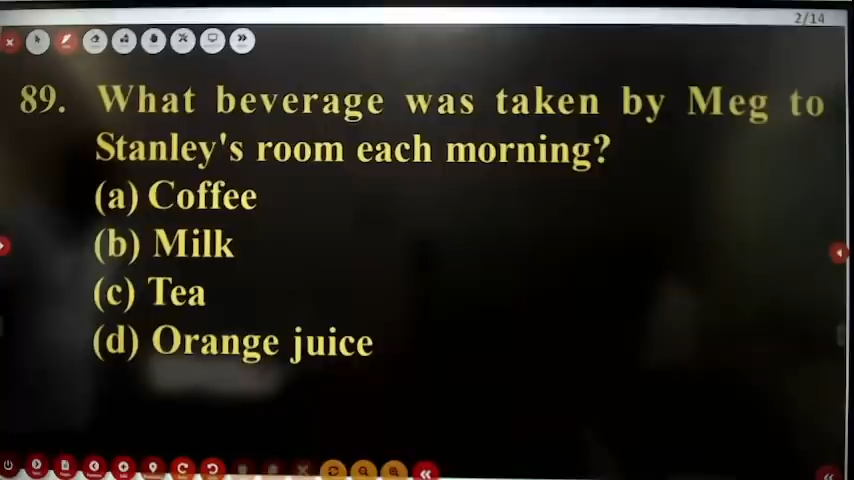 2/14
89. What beverage was taken by Meg to
Stanley's room each morning?
(a) Coffee
(b) Milk
(c) Tea
(d) Orange juice